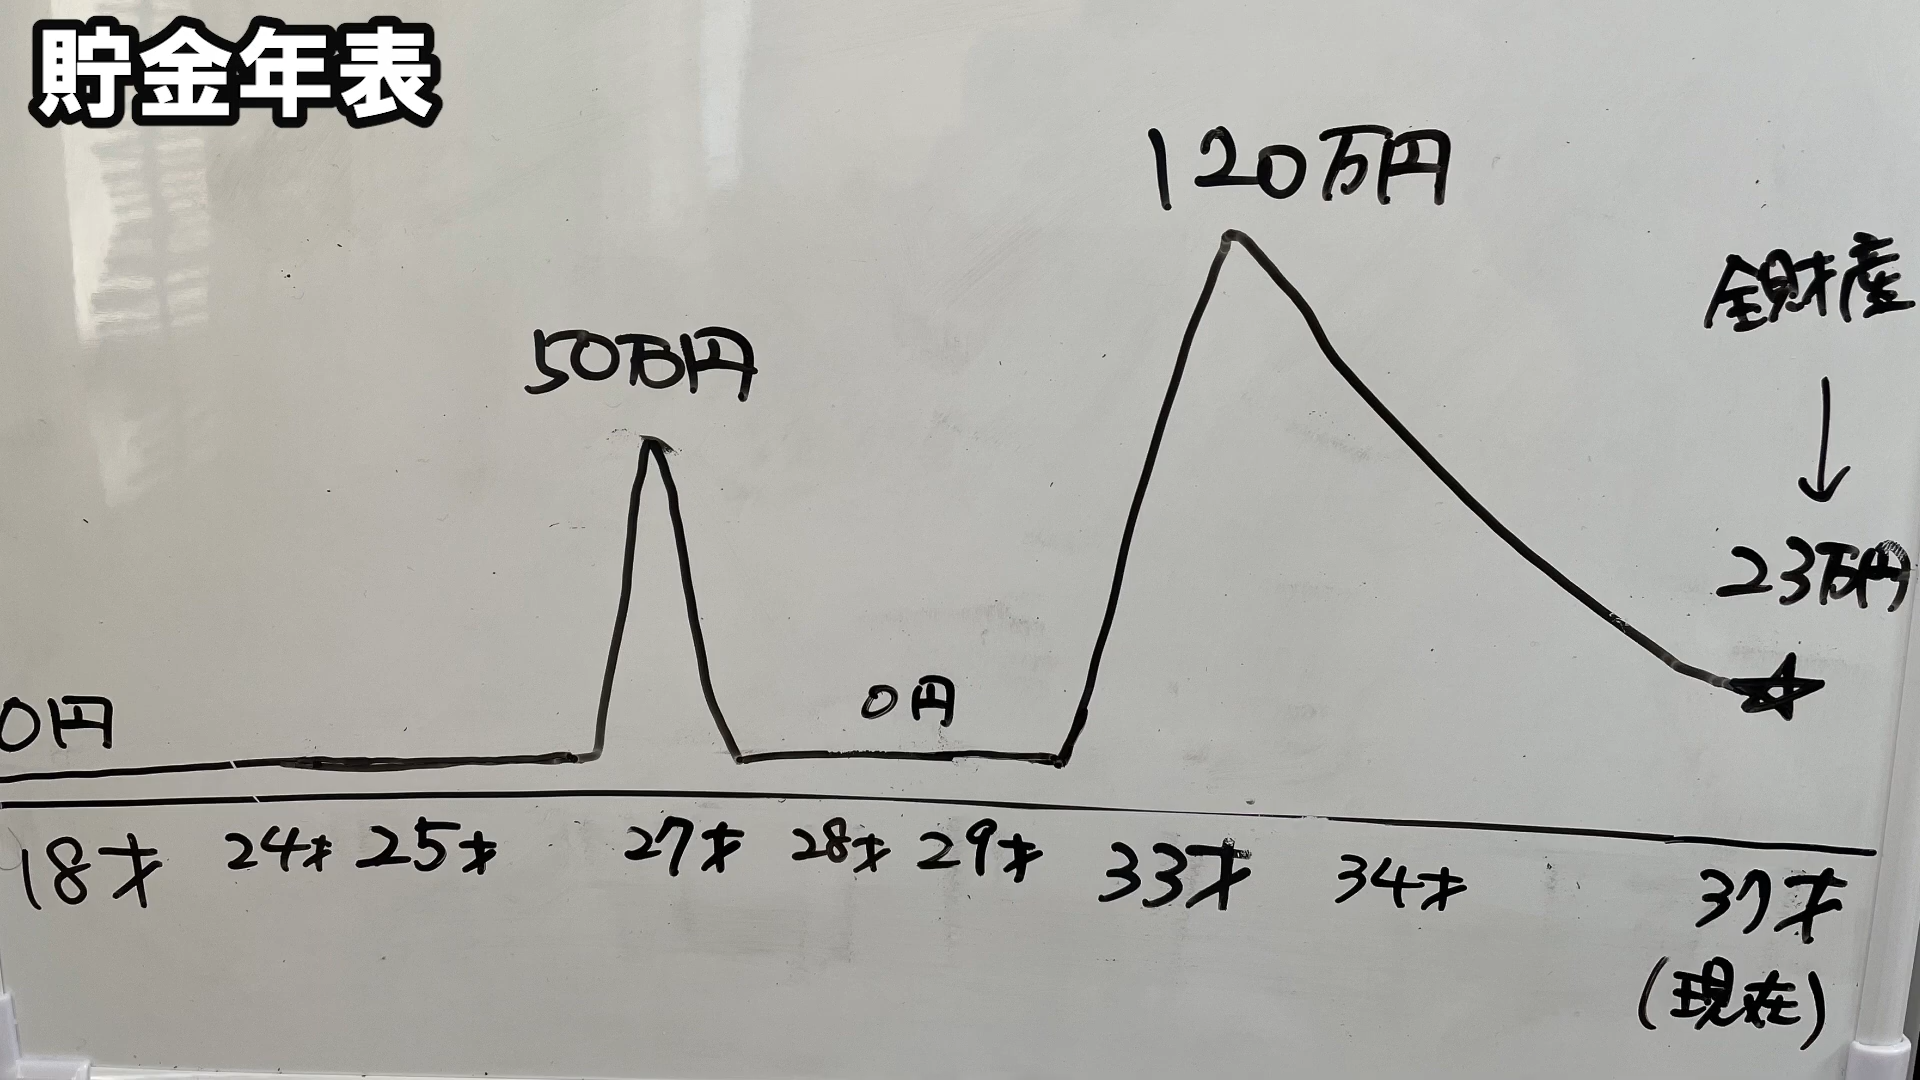 貯金年表
120万円
全財産
↓
50万円
23万円
0円
0円
18才 24才 25才 27才 28才 29才 33才 34才 37才
(現在)